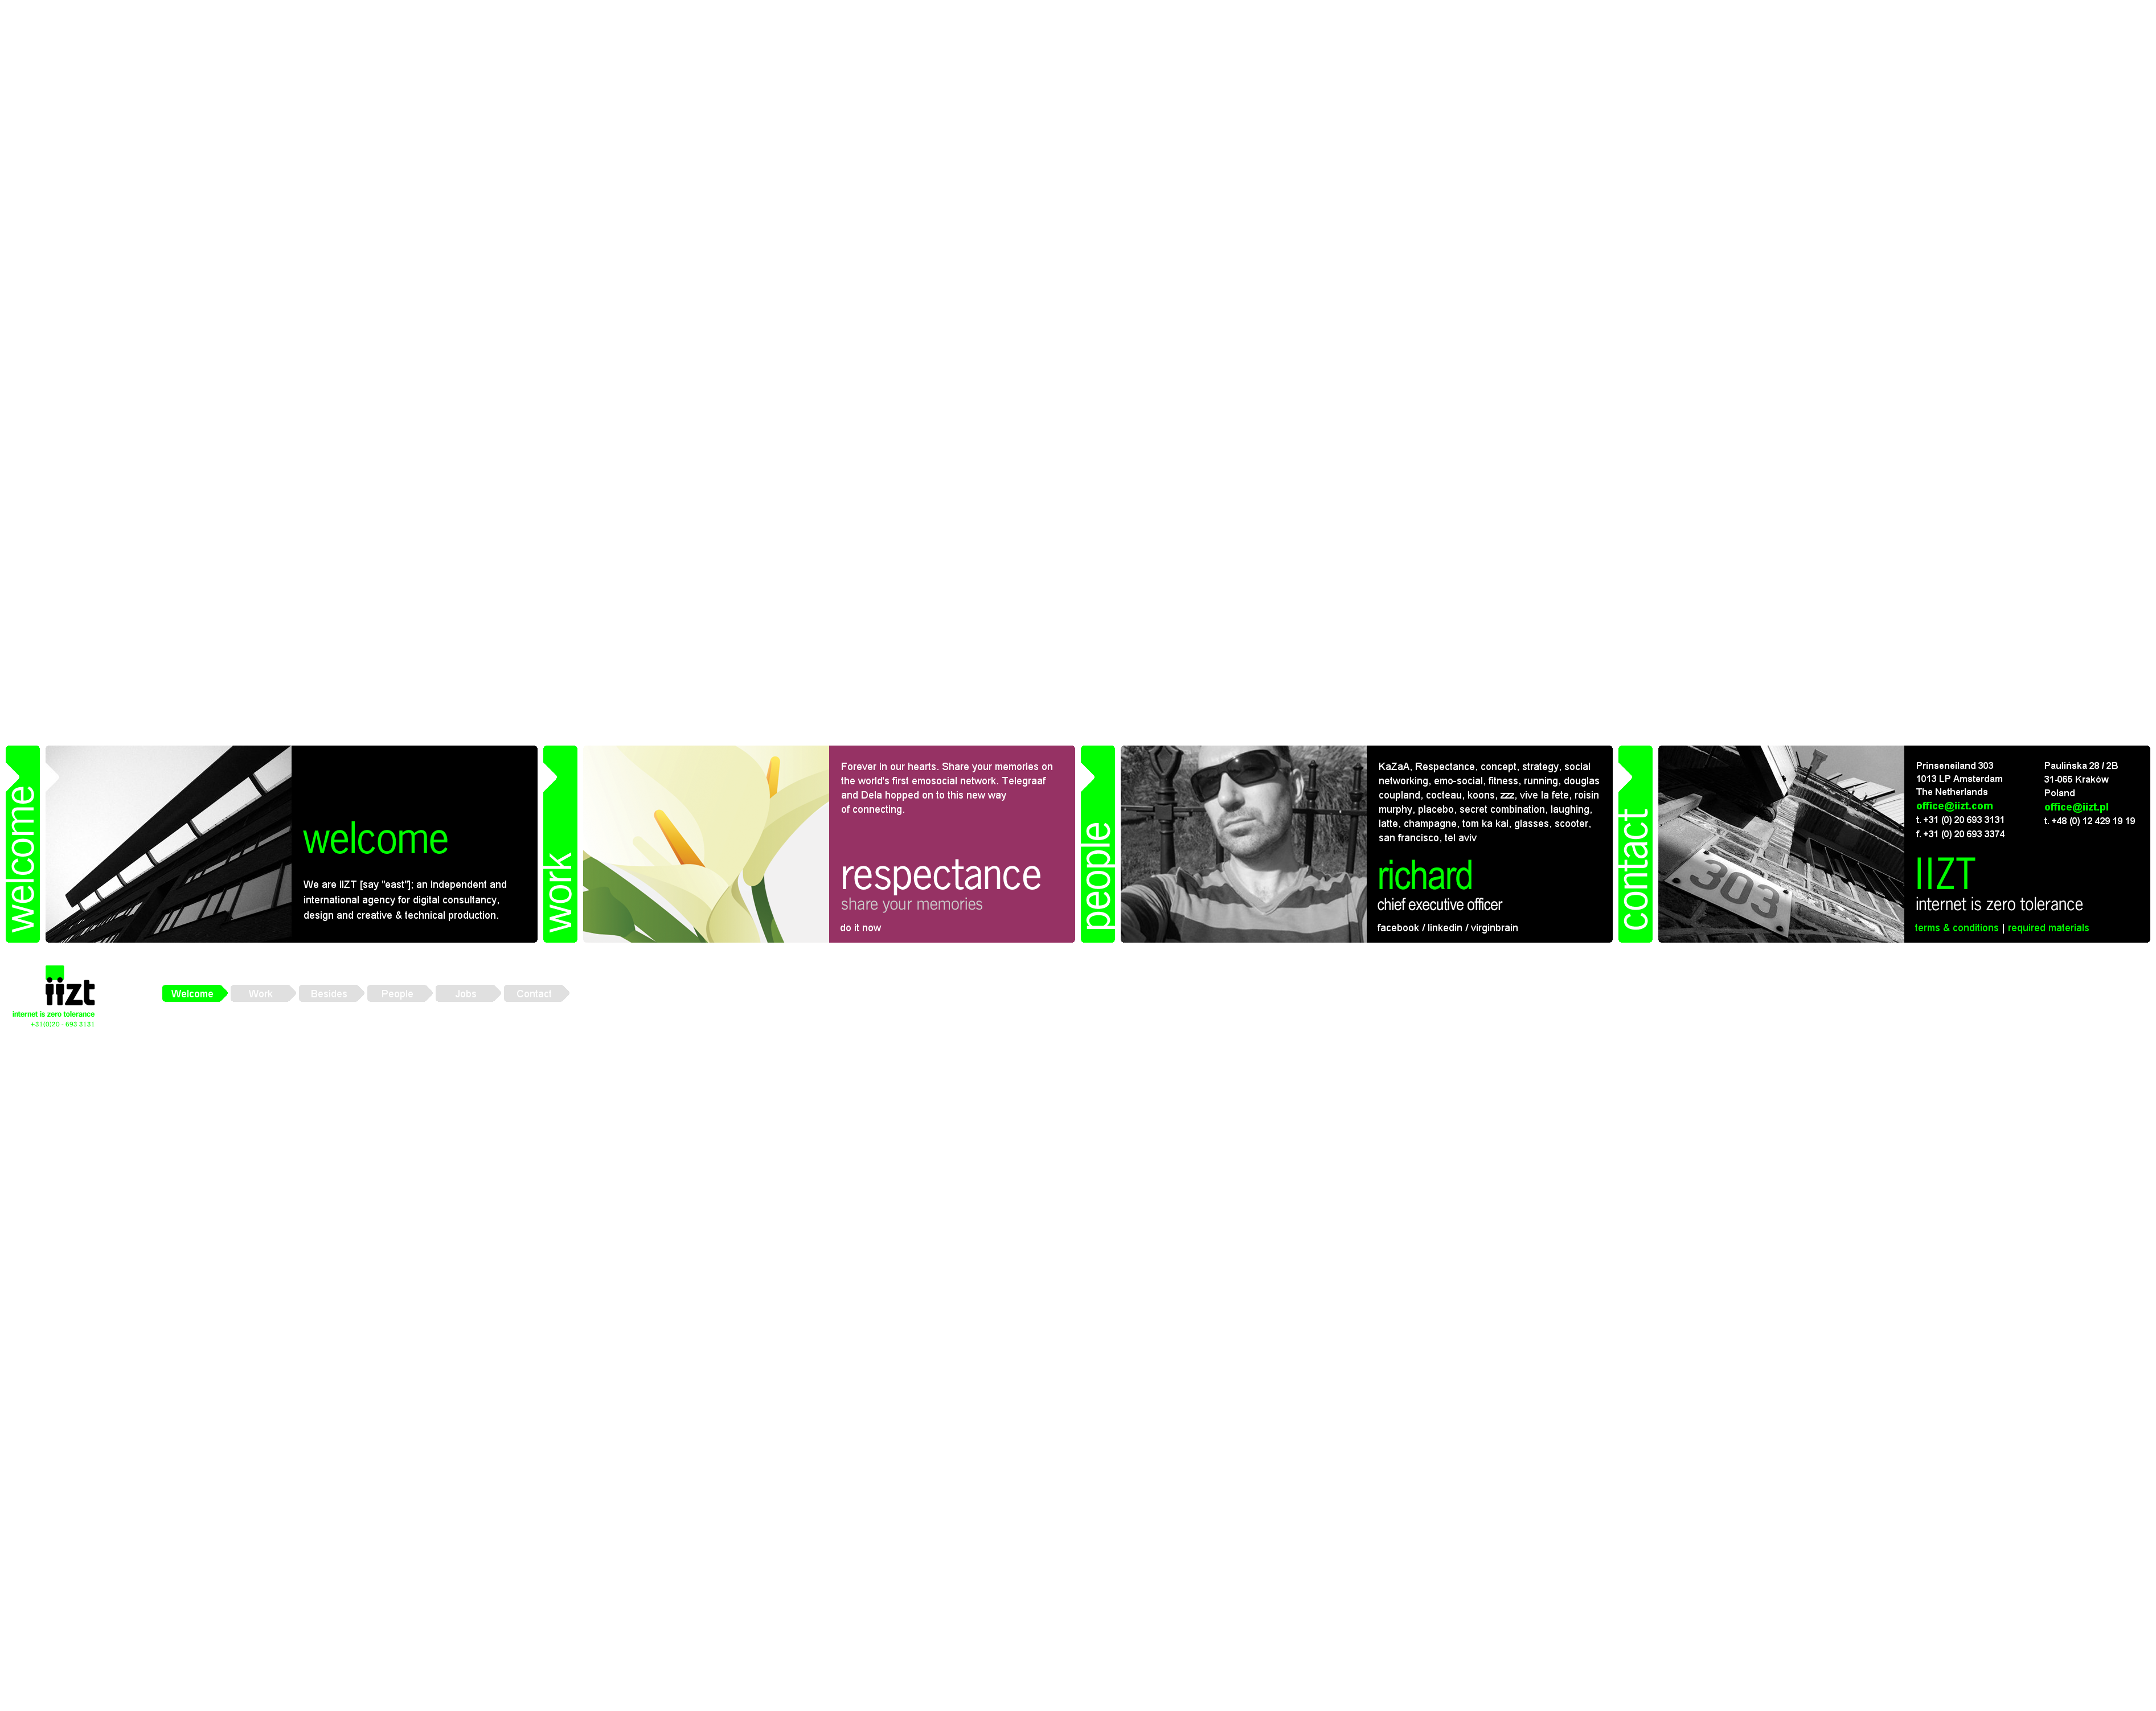 welcome
welcome
We are IIZT [say "east"]; an independent and
international agency for digital consultancy,
design and creative & technical production.
work
Forever in our hearts. Share your memories on
the world's first emosocial network. Telegraaf
and Dela hopped on to this new way
of connecting.
respectance
share your memories
do it now
people
KaZaA, Respectance, concept, strategy, social
networking, emo-social, fitness, running, douglas
coupland, cocteau, koons, zzz, vive la fete, roisin
murphy, placebo, secret combination, laughing,
latte, champagne, tom ka kai, glasses, scooter,
san francisco, tel aviv
richard
chief executive officer
facebook / linkedin / virginbrain
contact
303
Prinseneiland 303
1013 LP Amsterdam
The Netherlands
office@iizt.com
t. +31 (0) 20 693 3131
f. +31 (0) 20 693 3374
Paulińska 28 / 2B
31-065 Kraków
Poland
office@iizt.pl
t. +48 (0) 12 429 19 19
IIZT
internet is zero tolerance
terms & conditions | required materials
iizt
internet is zero tolerance
+31(0)20 - 693 3131
Welcome
Work
Besides
People
Jobs
Contact